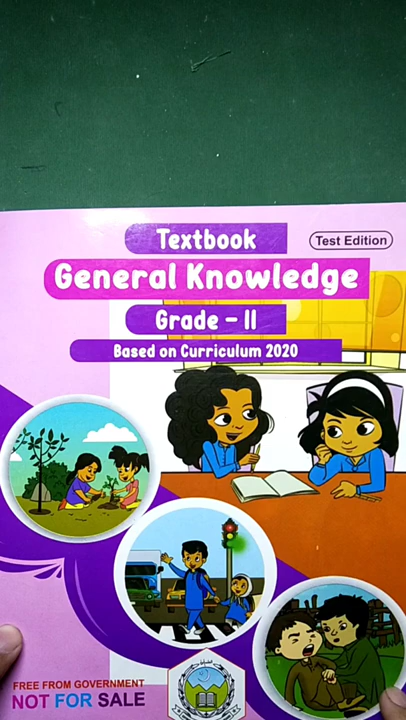 Textbook
Test Edition
General Knowledge
Grade – II
Based on Curriculum 2020
FREE FROM GOVERNMENT
NOT FOR SALE